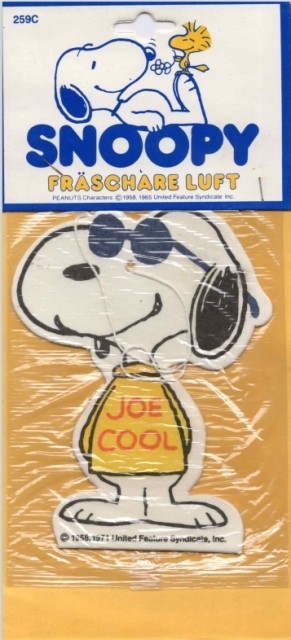 259C
SNOOPY
FRÄSCHARE LUFT
PEANUTS Characters © 1958, 1965 United Feature Syndicate Inc.
JOE
COOL
© 1958, 1971 United Feature Syndicate, Inc.